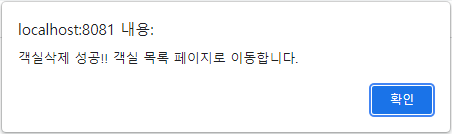 localhost:8081 내용:
객실삭제 성공!! 객실 목록 페이지로 이동합니다.
확인